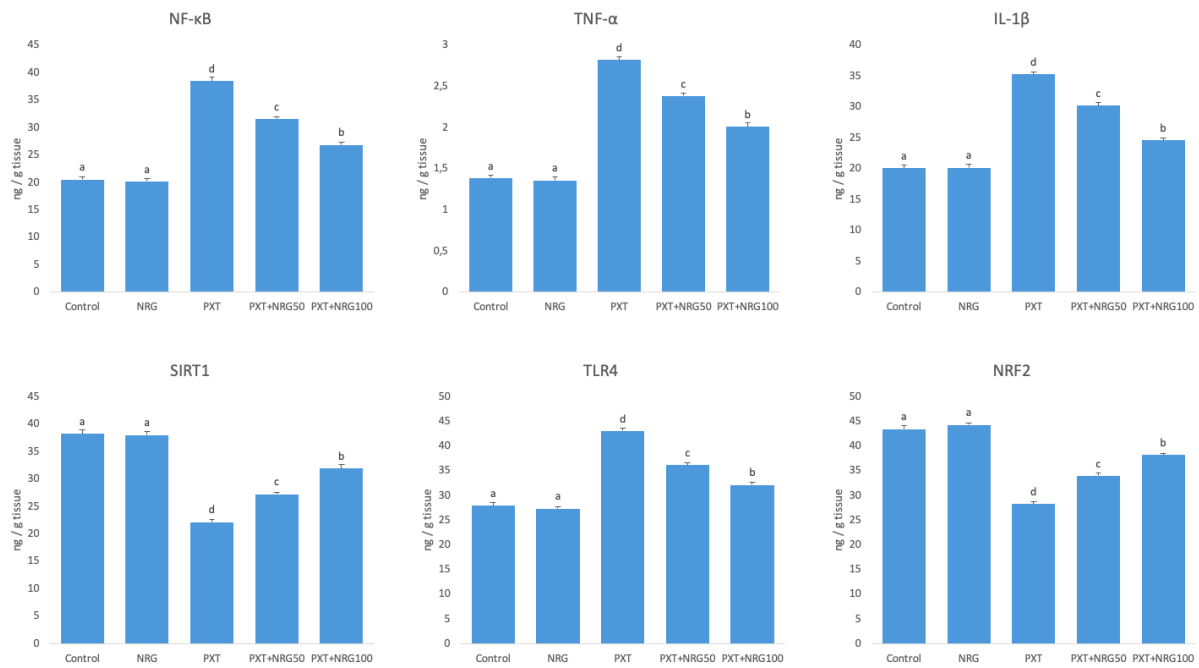 NF-κB
45
40
35
30
25
20
15
10
5
0
ng / g tissue
a
a
d
c
b
Control
NRG
PXT
PXT+NRG50
PXT+NRG100
TNF-α
3
2,5
2
1,5
1
0,5
0
ng / g tissue
a
a
d
c
b
Control
NRG
PXT
PXT+NRG50
PXT+NRG100
IL-1β
40
35
30
25
20
15
10
5
0
ng / g tissue
a
a
d
c
b
Control
NRG
PXT
PXT+NRG50
PXT+NRG100
SIRT1
45
40
35
30
25
20
15
10
5
0
ng / g tissue
a
a
d
c
b
Control
NRG
PXT
PXT+NRG50
PXT+NRG100
TLR4
50
45
40
35
30
25
20
15
10
5
0
ng / g tissue
a
a
d
c
b
Control
NRG
PXT
PXT+NRG50
PXT+NRG100
NRF2
50
45
40
35
30
25
20
15
10
5
0
ng / g tissue
a
a
d
c
b
Control
NRG
PXT
PXT+NRG50
PXT+NRG100